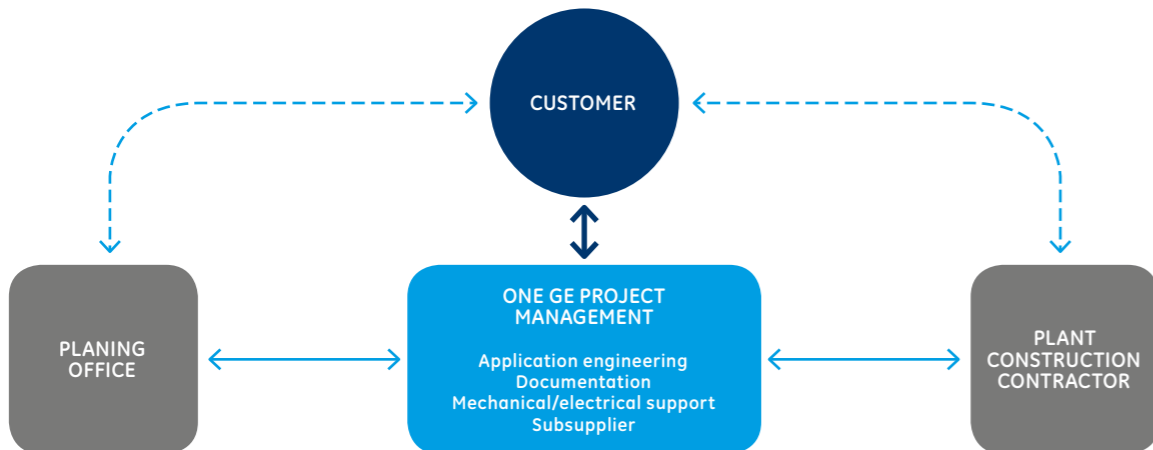 CUSTOMER
PLANING
OFFICE
ONE GE PROJECT
MANAGEMENT
Application engineering
Documentation
Mechanical/electrical support
Subsupplier
PLANT
CONSTRUCTION
CONTRACTOR